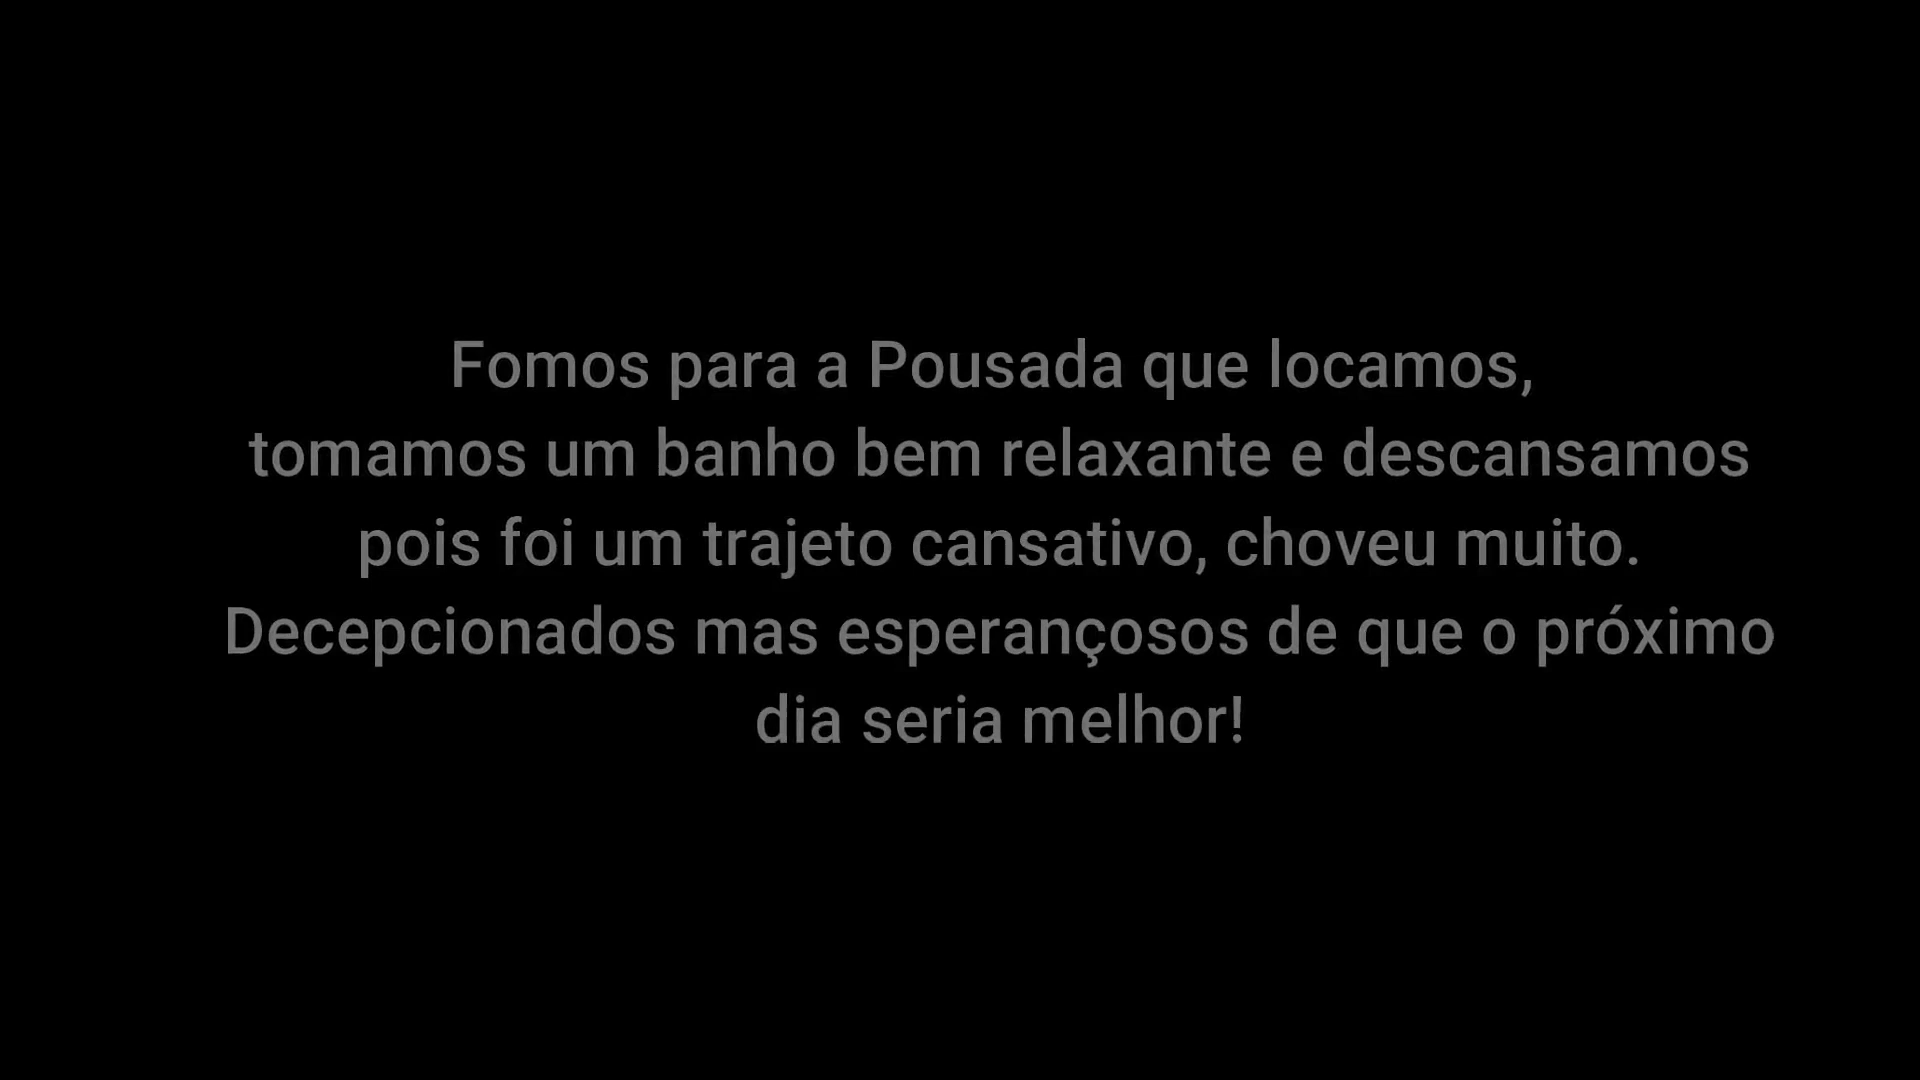 Fomos para a Pousada que locamos,
tomamos um banho bem relaxante e descansamos
pois foi um trajeto cansativo, choveu muito.
Decepcionados mas esperançosos de que o próximo
dia seria melhor!